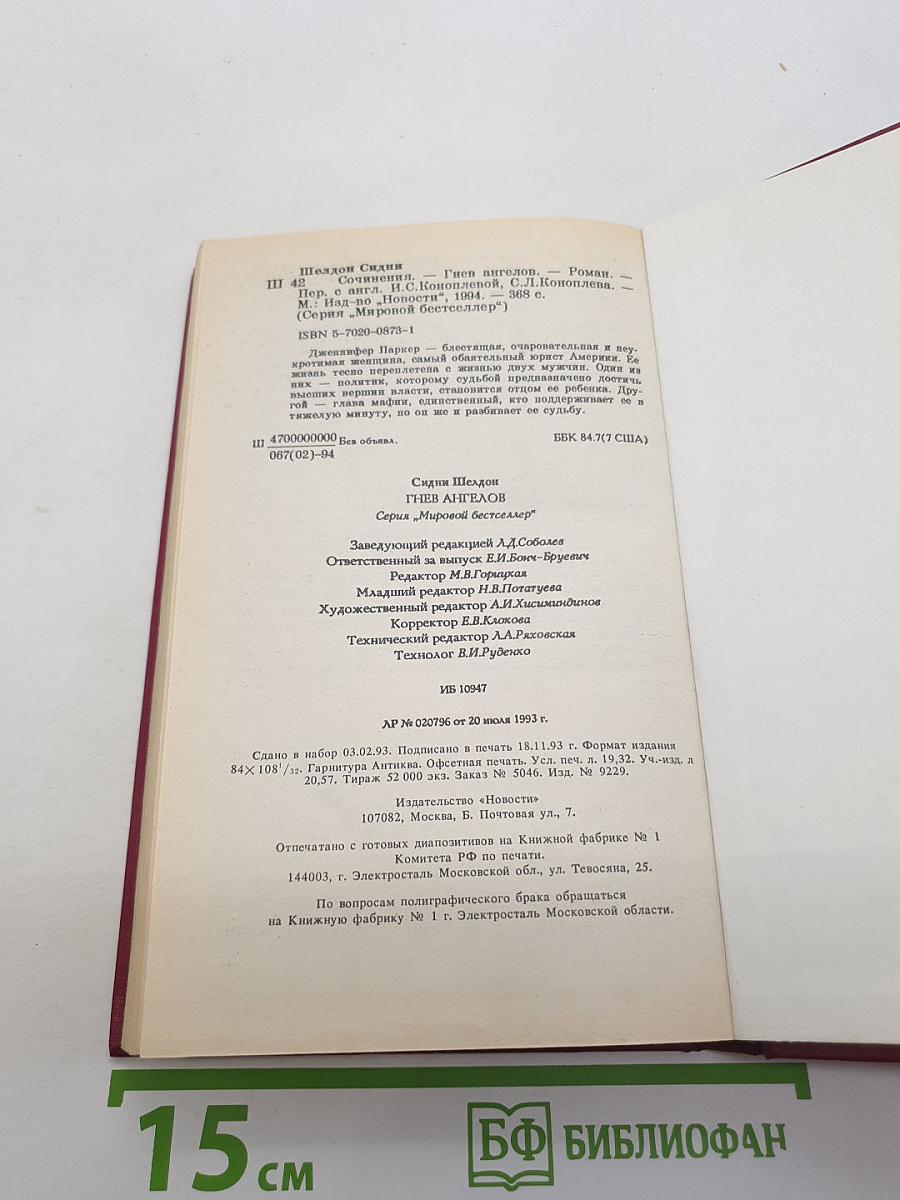 Шелдон Сидни
Ш 42 Сочинения. — Гнев ангелов. — Роман. —
Пер. с англ. И.С.Коноплевой, С.Л.Коноплева. —
М.: Изд-во „Новости“, 1994. — 368 с.
(Серия „Мировой бестселлер“)
ISBN 5-7020-0873-1
Дженнифер Паркер — блестящая, очаровательная и неу-
кротимая женщина, самый обаятельный юрист Америки. Ее
жизнь тесно переплетена с жизнью двух мужчин. Один из
них — политик, которому судьбой предназначено достичь
высших вершин власти, становится отцом ее ребенка. Дру-
гой — глава мафии, единственный, кто поддерживает ее в
тяжелую минуту, но он же и разбивает ее судьбу.
Ш 4700000000 Без объявл. ББК 84.7(7 США)
067(02)-94
Сидни Шелдон
ГНЕВ АНГЕЛОВ
Серия „Мировой бестселлер“
Заведующий редакцией Л.Д.Соболев
Ответственный за выпуск Е.И.Бонч-Бруевич
Редактор М.В.Горицкая
Младший редактор Н.В.Потатуева
Художественный редактор А.И.Хисиминдинов
Корректор Е.В.Клокова
Технический редактор Л.А.Ряховская
Технолог В.И.Руденко
ИБ 10947
ЛР № 020796 от 20 июля 1993 г.
Сдано в набор 03.02.93. Подписано в печать 18.11.93 г. Формат издания
84×108¹/₃₂. Гарнитура Антиква. Офсетная печать. Усл. печ. л. 19,32. Уч.-изд. л
20,57. Тираж 52 000 экз. Заказ № 5046. Изд. № 9229.
Издательство «Новости»
107082, Москва, Б. Почтовая ул., 7.
Отпечатано с готовых диапозитивов на Книжной фабрике № 1
Комитета РФ по печати.
144003, г. Электросталь Московской обл., ул. Тевосяна, 25.
По вопросам полиграфического брака обращаться
на Книжную фабрику № 1 г. Электросталь Московской области.
15 см БФ БИБЛИОФАН